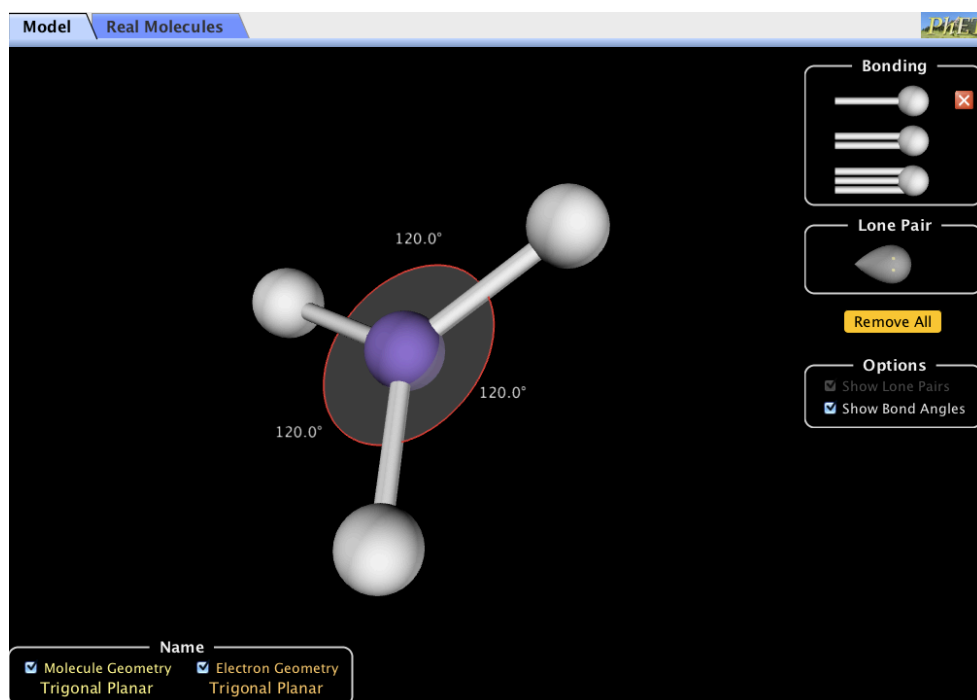 Model
Real Molecules
PhET
Bonding
120.0°
Lone Pair
Remove All
Options
Show Lone Pairs
120.0°
Show Bond Angles
120.0°
Name
Molecule Geometry
Electron Geometry
Trigonal Planar
Trigonal Planar